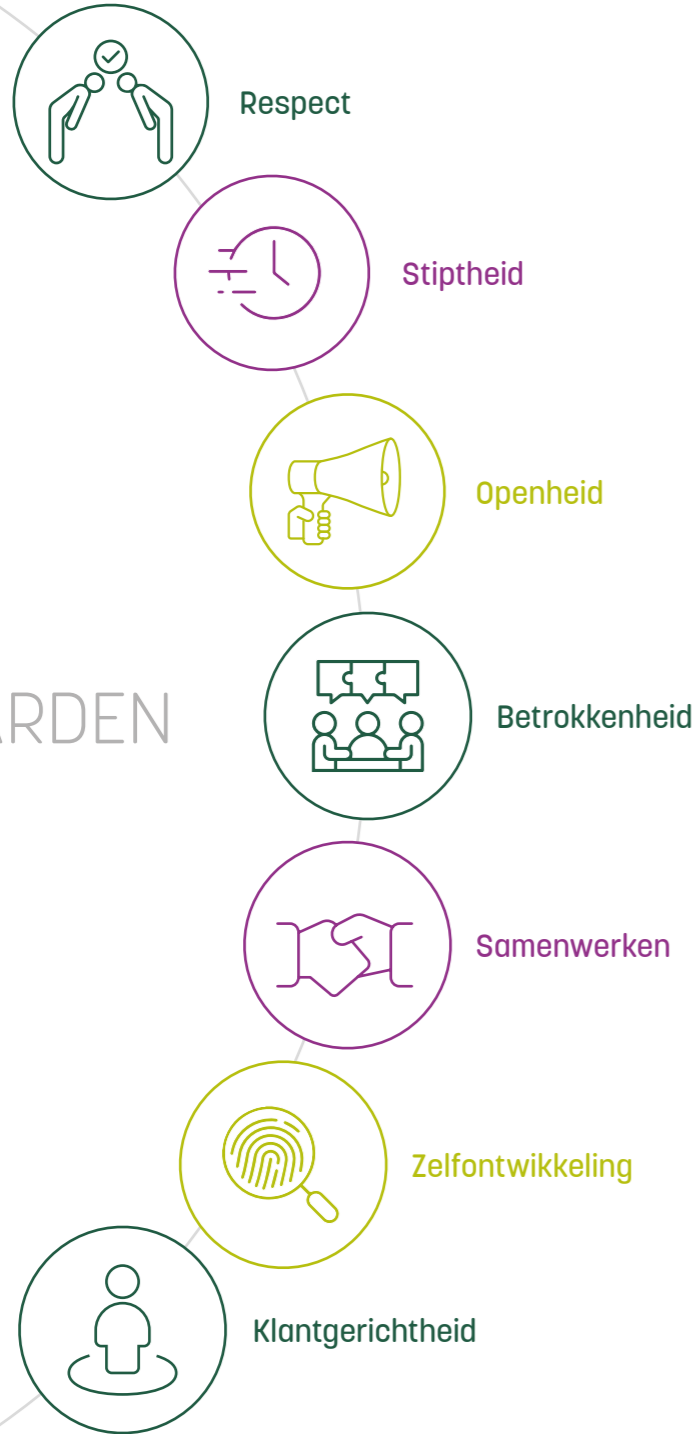 Respect
Stiptheid
Openheid
ARDEN
Betrokkenheid
Samenwerken
Zelfontwikkeling
Klantgerichtheid